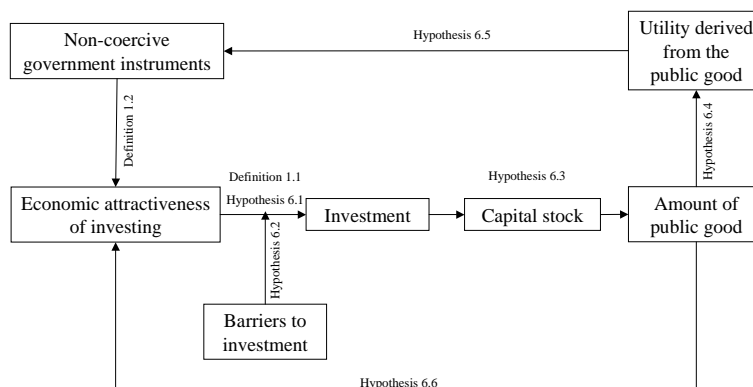 Non-coercive
government instruments
Hypothesis 6.5
Utility derived
from the
public good
Definition 1.2
Hypothesis 6.4
Economic attractiveness
of investing
Definition 1.1
Hypothesis 6.1
Hypothesis 6.2
Investment
Hypothesis 6.3
Capital stock
Amount of
public good
Barriers to
investment
Hypothesis 6.6